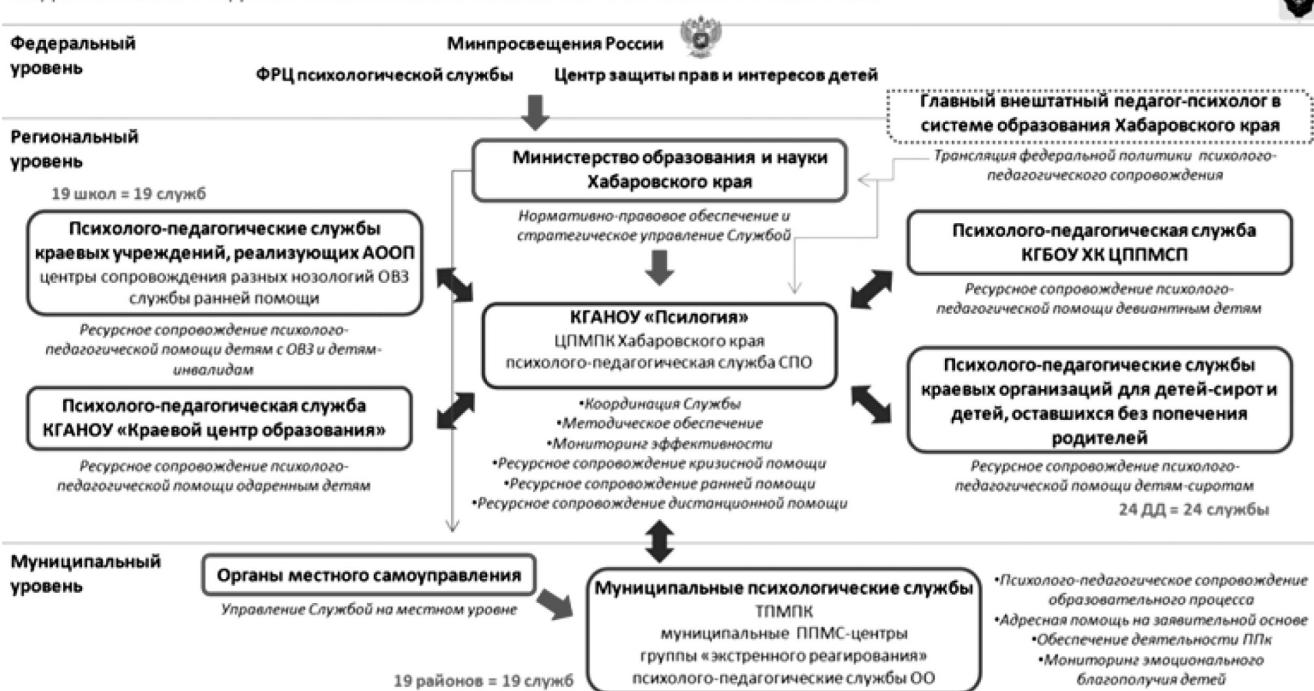 Федеральный
уровень
Минпросвещения России
ФРЦ психологической службы
Центр защиты прав и интересов детей
Главный внештатный педагог-психолог в
системе образования Хабаровского края
Трансляция федеральной политики психолого-
педагогического сопровождения
Региональный
уровень
Министерство образования и науки
Хабаровского края
Нормативно-правовое обеспечение и
стратегическое управление Службой
19 школ = 19 служб
Психолого-педагогические службы
краевых учреждений, реализующих АООП
центры сопровождения разных нозологий ОВЗ
службы ранней помощи
Ресурсное сопровождение психолого-
педагогической помощи детям с ОВЗ и детям-
инвалидам
Психолого-педагогическая служба
КГАНОУ «Краевой центр образования»
Ресурсное сопровождение психолого-
педагогической помощи одаренным детям
КГАНОУ «Псилогия»
ЦПМПК Хабаровского края
психолого-педагогическая служба СПО
•Координация Службы
•Методическое обеспечение
•Мониторинг эффективности
•Ресурсное сопровождение кризисной помощи
•Ресурсное сопровождение ранней помощи
•Ресурсное сопровождение дистанционной помощи
Психолого-педагогическая служба
КГБОУ ХК ЦППМСП
Ресурсное сопровождение психолого-
педагогической помощи девиантным детям
Психолого-педагогические службы
краевых организаций для детей-сирот и
детей, оставшихся без попечения
родителей
Ресурсное сопровождение психолого-
педагогической помощи детям-сиротам
24 ДД = 24 службы
Муниципальный
уровень
Органы местного самоуправления
Управление Службой на местном уровне
19 районов = 19 служб
Муниципальные психологические службы
ТПМПК
муниципальные ППМС-центры
группы «экстренного реагирования»
психолого-педагогические службы ОО
•Психолого-педагогическое сопровождение
образовательного процесса
•Адресная помощь на заявительной основе
•Обеспечение деятельности ППк
•Мониторинг эмоционального
благополучия детей